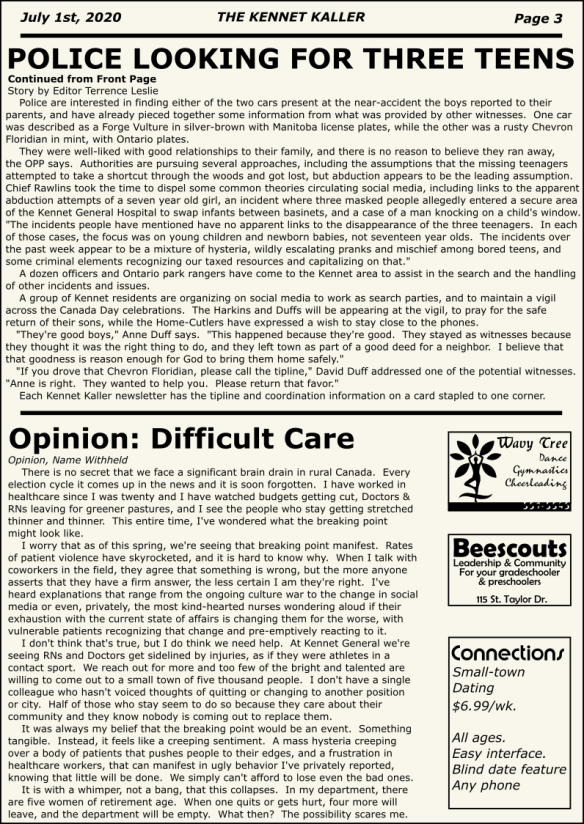 July 1st, 2020
THE KENNET KALLER
Page 3
POLICE LOOKING FOR THREE TEENS
Continued from Front Page
Story by Editor Terrence Leslie
Police are interested in finding either of the two cars present at the near-accident the boys reported to their
parents, and have already pieced together some information from what was provided by other witnesses. One car
was described as a Forge Vulture in silver-brown with Manitoba license plates, while the other was a rusty Chevron
Floridian in mint, with Ontario plates.
They were well-liked with good relationships to their family, and there is no reason to believe they ran away,
the OPP says. Authorities are pursuing several approaches, including the assumptions that the missing teenagers
attempted to take a shortcut through the woods and got lost, but abduction appears to be the leading assumption.
Chief Rawlins took the time to dispel some common theories circulating social media, including links to the apparent
abduction attempts of a seven year old girl, an incident where three masked people allegedly entered a secure area
of the Kennet General Hospital to swap infants between basinets, and a case of a man knocking on a child's window.
"The incidents people have mentioned have no apparent links to the disappearance of the three teenagers. In each
of those cases, the focus was on young children and newborn babies, not seventeen year olds. The incidents over
the past week appear to be a mixture of hysteria, wildly escalating pranks and mischief among bored teens, and
some criminal elements recognizing our taxed resources and capitalizing on that."
A dozen officers and Ontario park rangers have come to the Kennet area to assist in the search and the handling
of other incidents and issues.
A group of Kennet residents are organizing on social media to work as search parties, and to maintain a vigil
across the Canada Day celebrations. The Harkins and Duffs will be appearing at the vigil, to pray for the safe
return of their sons, while the Home-Cutlers have expressed a wish to stay close to the phones.
"They're good boys," Anne Duff says. "This happened because they're good. They stayed as witnesses because
they thought it was the right thing to do, and they left town as part of a good deed for a neighbor. I believe that
that goodness is reason enough for God to bring them home safely."
"If you drove that Chevron Floridian, please call the tipline," David Duff addressed one of the potential witnesses.
"Anne is right. They wanted to help you. Please return that favor."
Each Kennet Kaller newsletter has the tipline and coordination information on a card stapled to one corner.
Opinion: Difficult Care
Opinion, Name Withheld
There is no secret that we face a significant brain drain in rural Canada. Every
election cycle it comes up in the news and it is soon forgotten. I have worked in
healthcare since I was twenty and I have watched budgets getting cut, Doctors &
RNs leaving for greener pastures, and I see the people who stay getting stretched
thinner and thinner. This entire time, I've wondered what the breaking point
might look like.
I worry that as of this spring, we're seeing that breaking point manifest. Rates
of patient violence have skyrocketed, and it is hard to know why. When I talk with
coworkers in the field, they agree that something is wrong, but the more anyone
asserts that they have a firm answer, the less certain I am they're right. I've
heard explanations that range from the ongoing culture war to the change in social
media or even, privately, the most kind-hearted nurses wondering aloud if their
exhaustion with the current state of affairs is changing them for the worse, with
vulnerable patients recognizing that change and pre-emptively reacting to it.
I don't think that's true, but I do think we need help. At Kennet General we're
seeing RNs and Doctors get sidelined by injuries, as if they were athletes in a
contact sport. We reach out for more and too few of the bright and talented are
willing to come out to a small town of five thousand people. I don't have a single
colleague who hasn't voiced thoughts of quitting or changing to another position
or city. Half of those who stay seem to do so because they care about their
community and they know nobody is coming out to replace them.
It was always my belief that the breaking point would be an event. Something
tangible. Instead, it feels like a creeping sentiment. A mass hysteria creeping
over a body of patients that pushes people to their edges, and a frustration in
healthcare workers, that can manifest in ugly behavior I've privately reported,
knowing that little will be done. We simply can't afford to lose even the bad ones.
It is with a whimper, not a bang, that this collapses. In my department, there
are five women of retirement age. When one quits or gets hurt, four more will
leave, and the department will be empty. What then? The possibility scares me.
Wavy Tree
Dance
Gymnastics
Cheerleading
Beescouts
Leadership & Community
For your gradeschooler
& preschoolers
115 St. Taylor Dr.
Connections
Small-town
Dating
$6.99/wk.
All ages.
Easy interface.
Blind date feature
Any phone